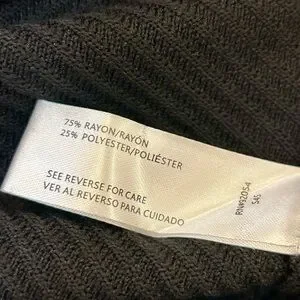 75% RAYON/RAYÓN
25% POLYESTER/POLIÉSTER
SEE REVERSE FOR CARE
VER AL REVERSO PARA CUIDADO